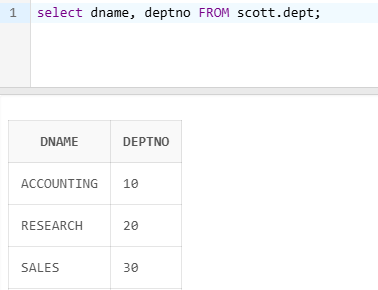 1 select dname, deptno FROM scott.dept;
DNAME DEPTNO
ACCOUNTING 10
RESEARCH 20
SALES 30